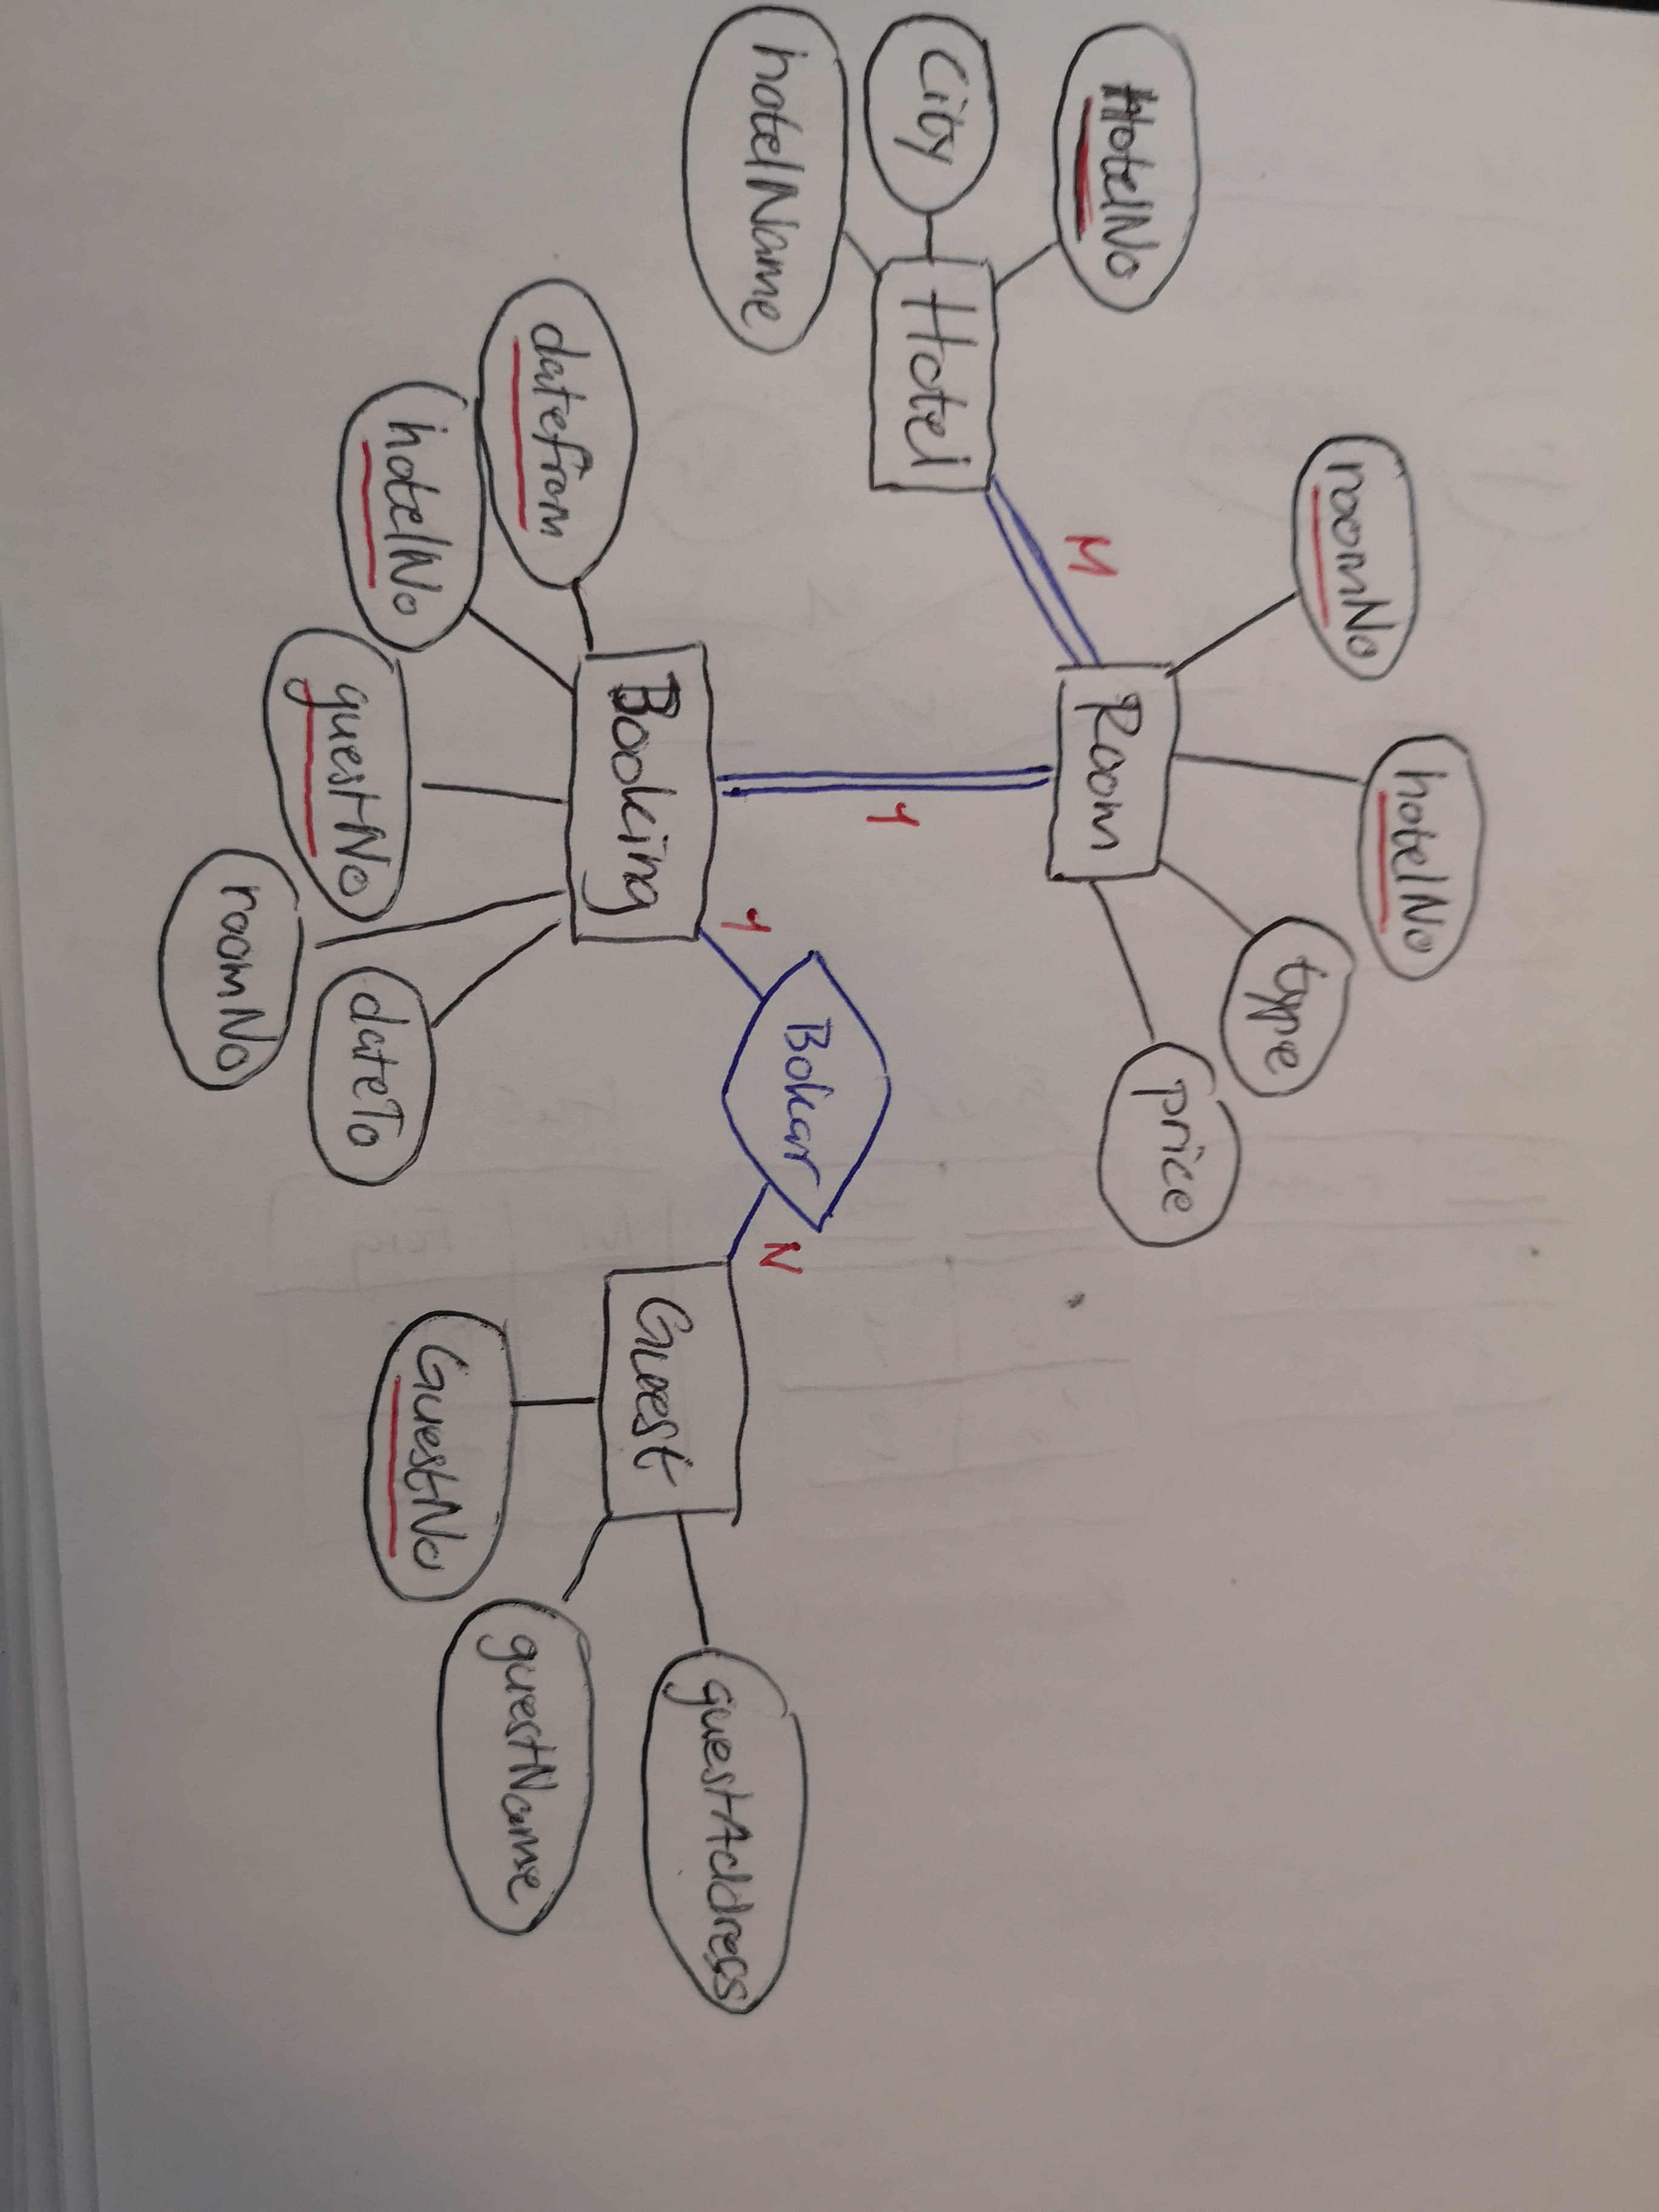 hotelNo
roomNo
type
price
HotelNo
Room
M
City
Hotel
1
hotelName
Bokar
N
1
guestAddress
Guest
Booking
datefrom
guestName
hotelNo
GuestNo
guestNo
dateTo
roomNo